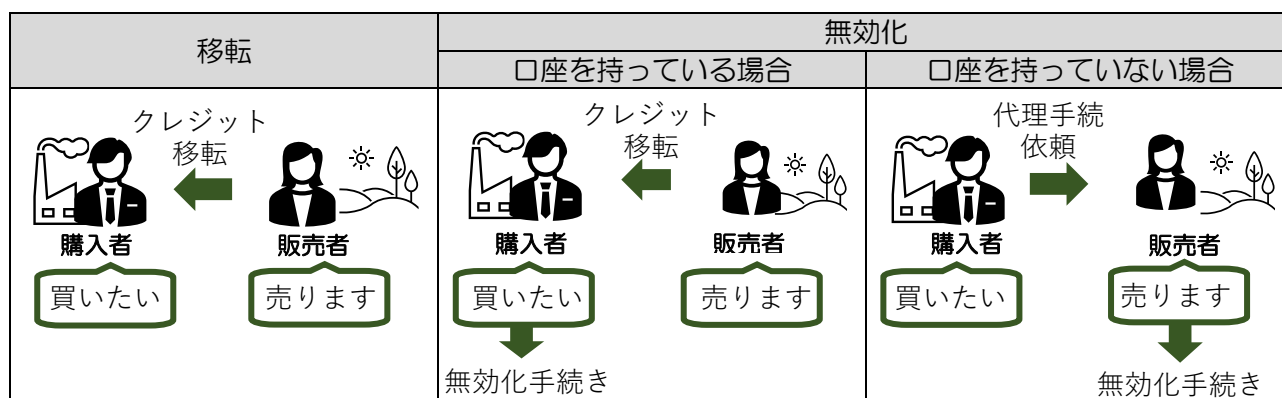 移転
無効化
口座を持っている場合
口座を持っていない場合
クレジット
移転
購入者
販売者
買いたい
売ります
クレジット
移転
購入者
販売者
買いたい
売ります
無効化手続き
代理手続
依頼
購入者
販売者
買いたい
売ります
無効化手続き